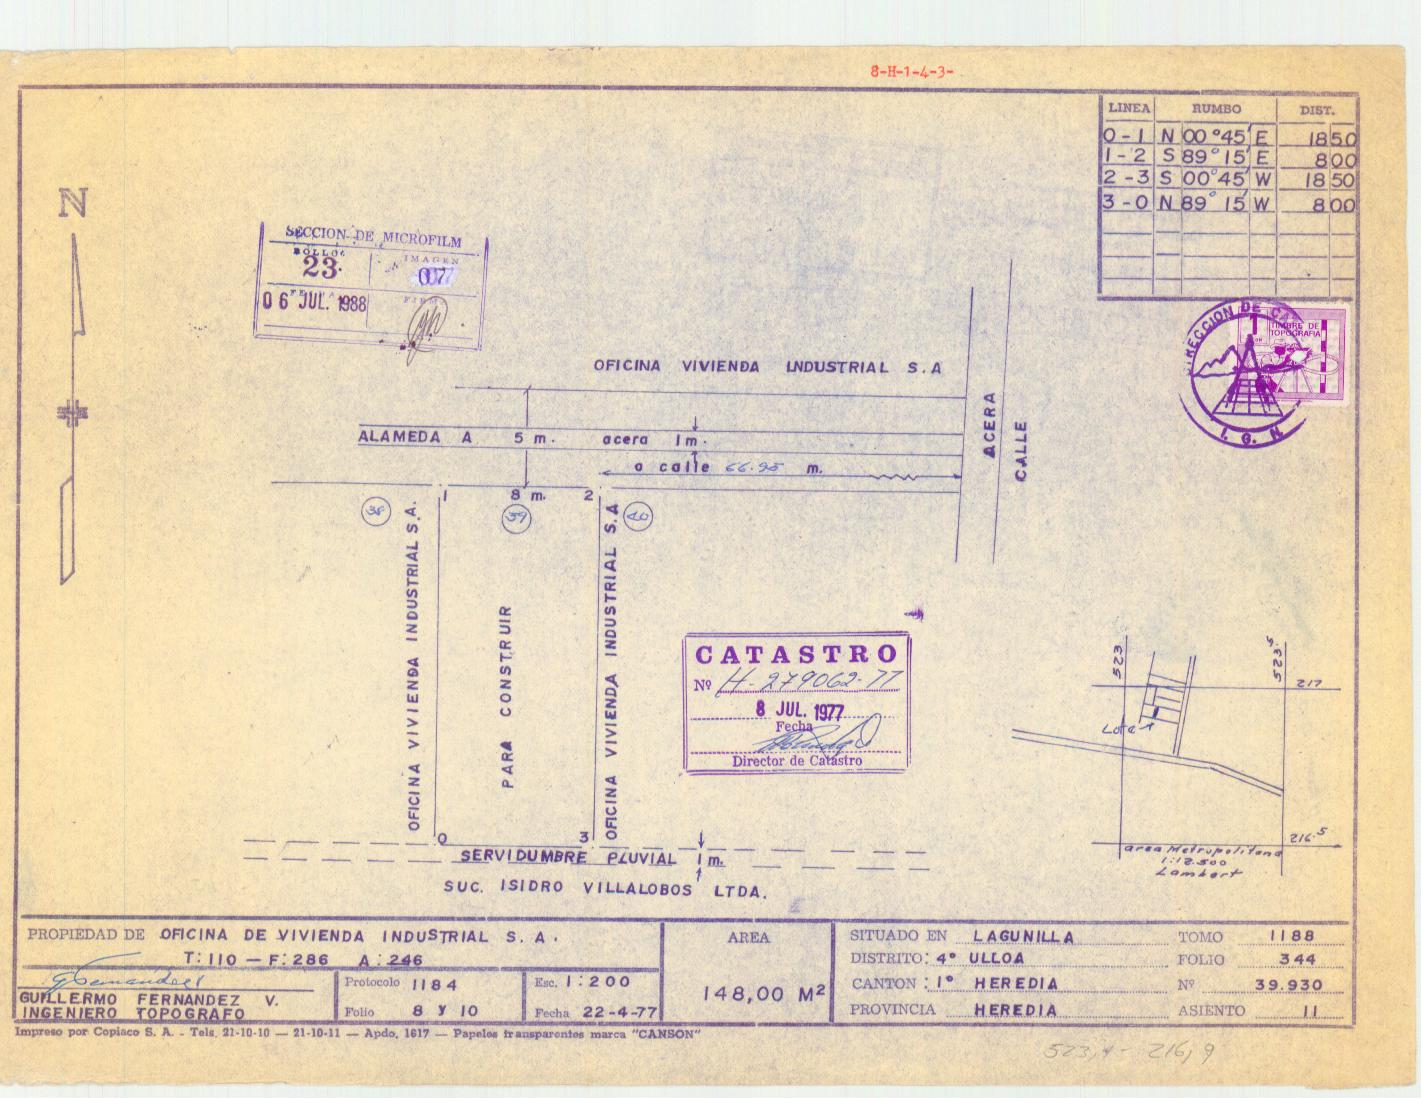 8-H-1-4-3-
LINEA RUMBO DIST.
0-1 N 00°45' E 18 50
1-2 S 89°15' E 8 00
2-3 S 00°45' W 18 50
3-0 N 89°15' W 8 00
N
SECCION DE MICROFILM
ROLLO IMAGEN
23 007
06 JUL. 1988
DIRECCION DE
I. G. N.
TIMBRE DE
TOPOGRAFIA
OFICINA VIVIENDA INDUSTRIAL S.A
ALAMEDA A 5 m. acera 1m.
a calle 66.95 m.
ACERA
CALLE
1 8 m. 2
38 39 40
OFICINA VIVIENDA INDUSTRIAL S.A.
PARA CONSTRUIR
OFICINA VIVIENDA INDUSTRIAL S.A
CATASTRO
Nº H-279062-77
8 JUL. 1977
Fecha
Director de Catastro
523
523.5
217
Lote
216.5
area Metropolitana
1:12.500
Lambert
0 3
SERVIDUMBRE PLUVIAL 1 m.
SUC. ISIDRO VILLALOBOS LTDA.
PROPIEDAD DE OFICINA DE VIVIENDA INDUSTRIAL S. A.
T: 110 - F: 286 A: 246
GUILLERMO FERNANDEZ V.
INGENIERO TOPOGRAFO
Protocolo 1184
Folio 8 Y 10
Esc. 1:200
Fecha 22-4-77
AREA
148,00 M²
SITUADO EN LAGUNILLA
DISTRITO: 4° ULLOA
CANTON: 1° HEREDIA
PROVINCIA HEREDIA
TOMO 1188
FOLIO 344
Nº 39.930
ASIENTO 11
Impreso por Copiaco S. A. - Tels. 21-10-10 — 21-10-11 — Apdo. 1617 — Papeles transparentes marca "CANSON"
523,4 - 216,9